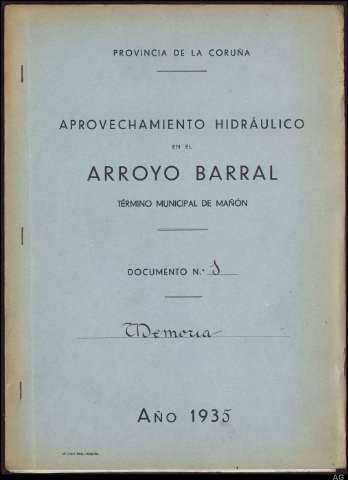 PROVINCIA DE LA CORUÑA
APROVECHAMIENTO HIDRÁULICO
EN EL
ARROYO BARRAL
TÉRMINO MUNICIPAL DE MAÑÓN
DOCUMENTO N.º 1
Memoria
AÑO 1935
AG